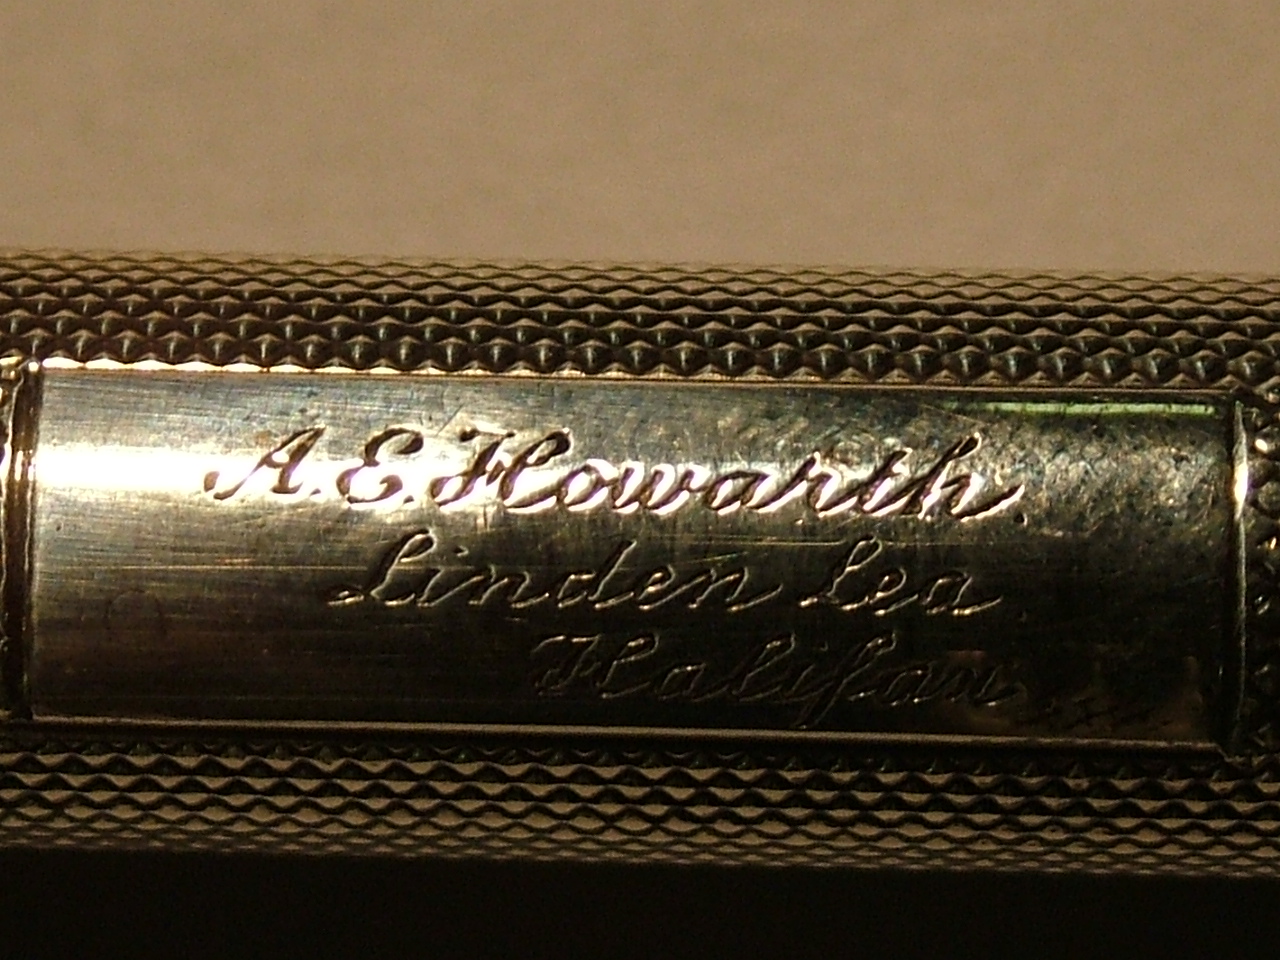 A.E. Howarth.
Linden Lea
Halifax